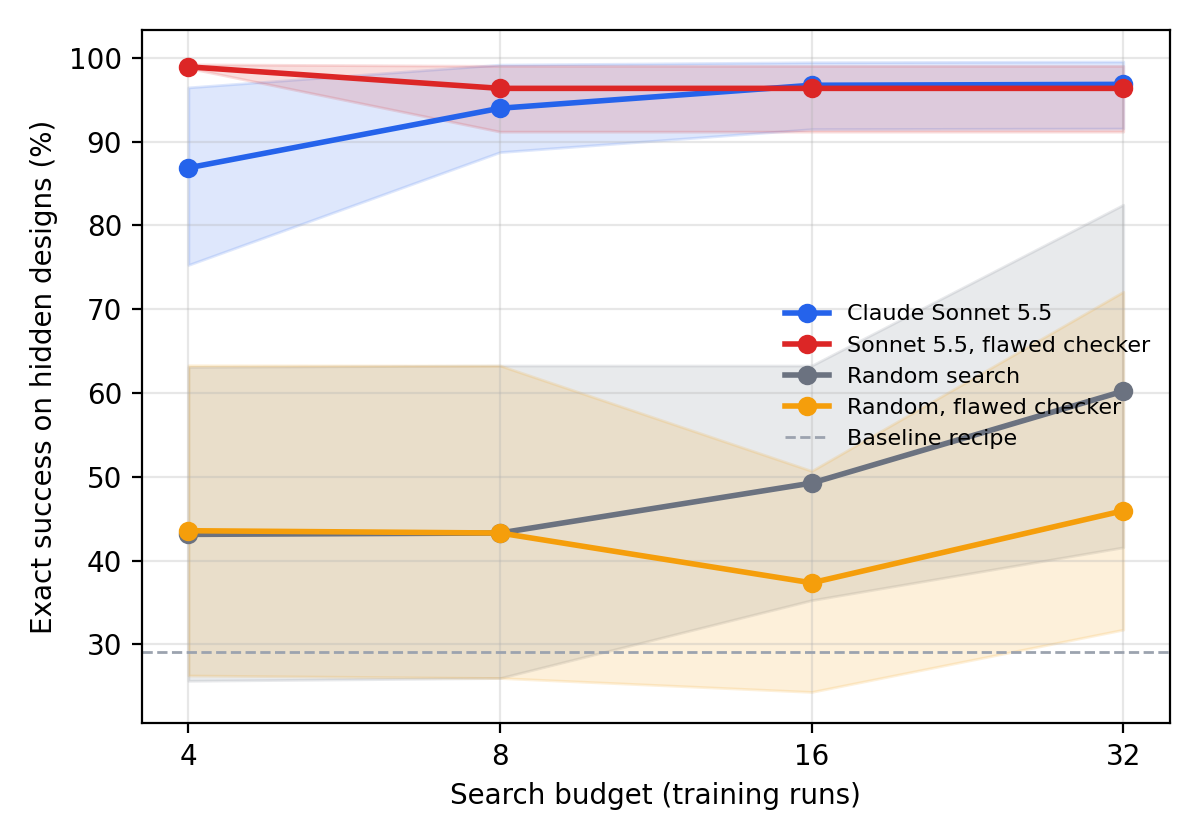 Exact success on hidden designs (%)
100
90
80
70
60
50
40
30
Claude Sonnet 5.5
Sonnet 5.5, flawed checker
Random search
Random, flawed checker
Baseline recipe
4 8 16 32
Search budget (training runs)